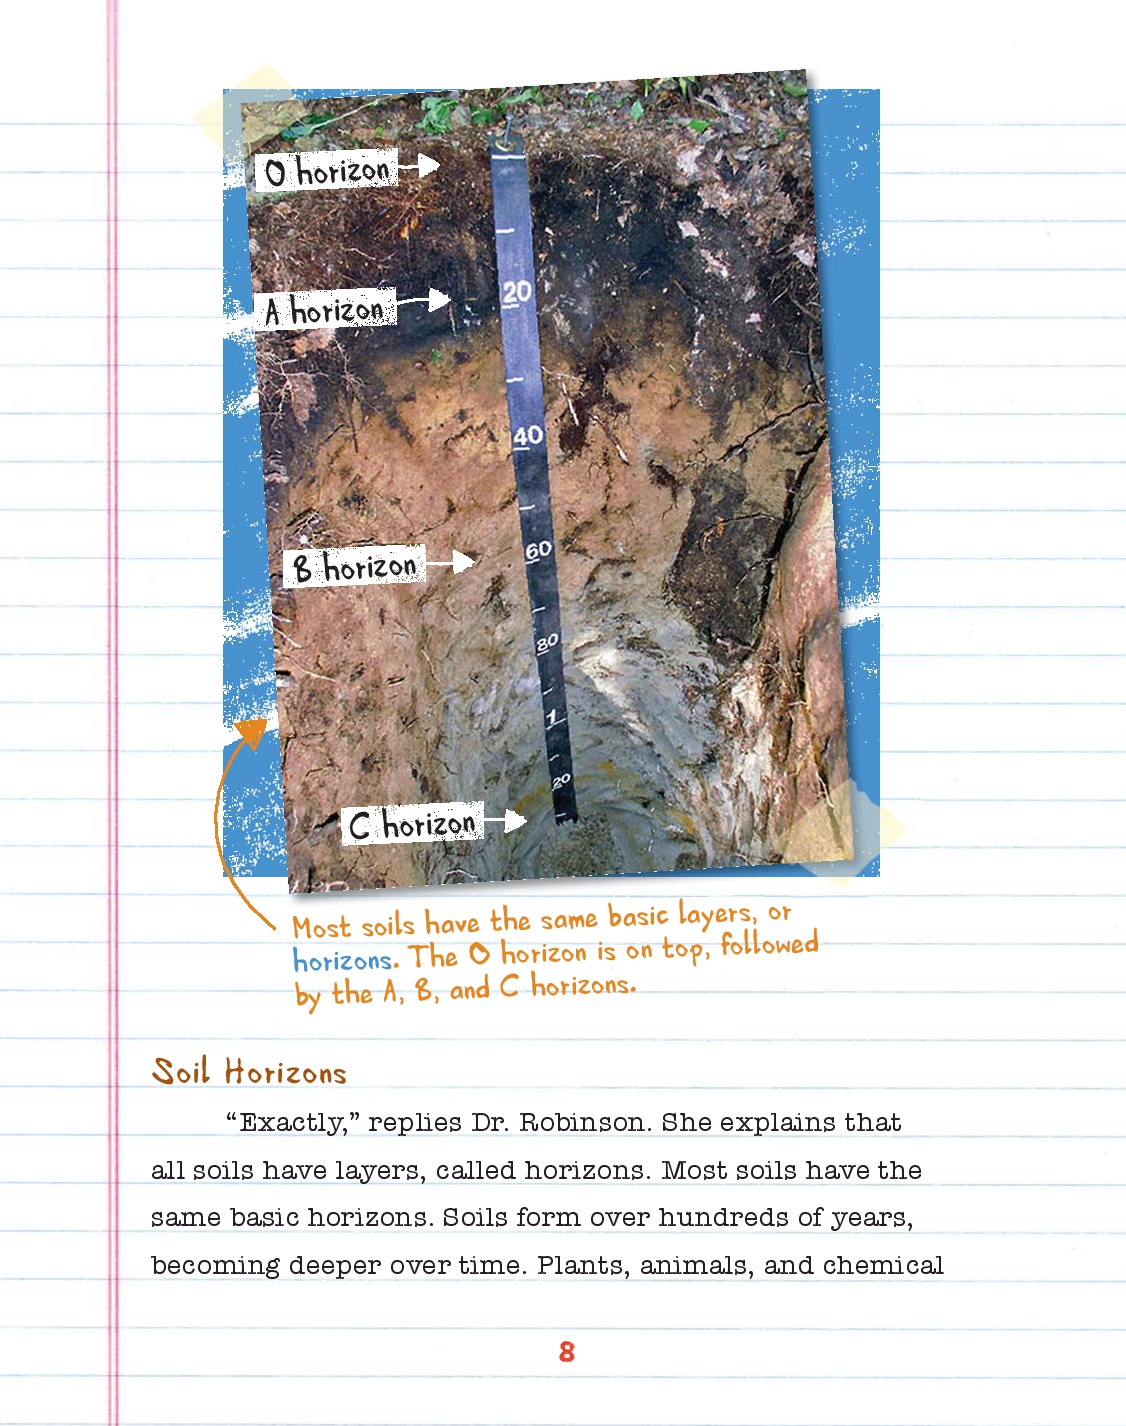 O horizon
20
A horizon
40
60
B horizon
80
1
20
C horizon
Most soils have the same basic layers, or
horizons. The O horizon is on top, followed
by the A, B, and C horizons.
Soil Horizons
“Exactly,” replies Dr. Robinson. She explains that
all soils have layers, called horizons. Most soils have the
same basic horizons. Soils form over hundreds of years,
becoming deeper over time. Plants, animals, and chemical
8